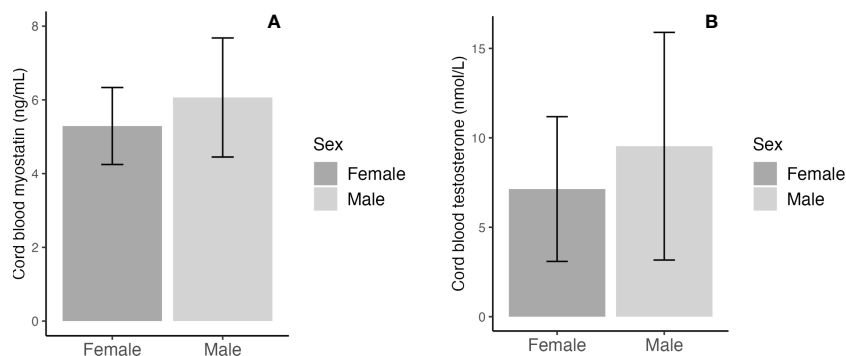 A
Cord blood myostatin (ng/mL)
8
6
4
2
0
Female
Male
Sex
Female
Male
B
Cord blood testosterone (nmol/L)
15
10
5
0
Female
Male
Sex
Female
Male